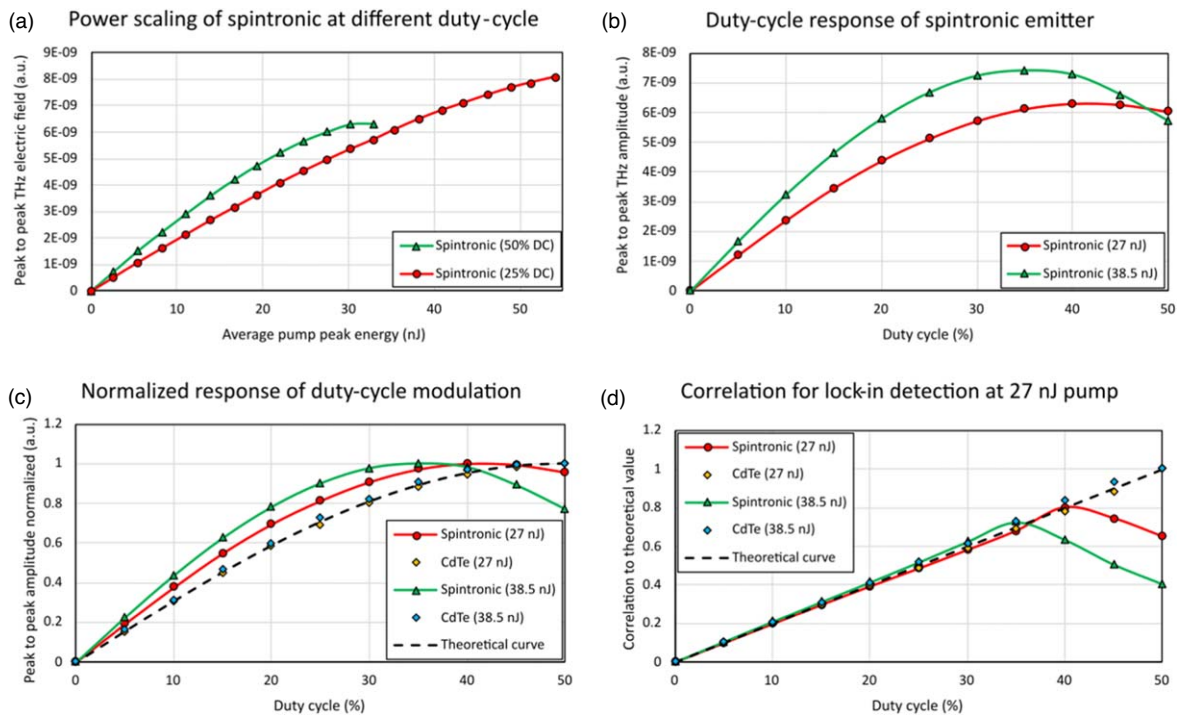 (a)
Power scaling of spintronic at different duty-cycle
Peak to peak THz electric field (a.u.)
9E-09
8E-09
7E-09
6E-09
5E-09
4E-09
3E-09
2E-09
1E-09
0
Spintronic (50% DC)
Spintronic (25% DC)
0 10 20 30 40 50
Average pump peak energy (nJ)
(b)
Duty-cycle response of spintronic emitter
Peak to peak THz amplitude (a.u.)
8E-09
7E-09
6E-09
5E-09
4E-09
3E-09
2E-09
1E-09
0
Spintronic (27 nJ)
Spintronic (38.5 nJ)
0 10 20 30 40 50
Duty cycle (%)
(c)
Normalized response of duty-cycle modulation
Peak to peak amplitude normalized (a.u.)
1.2
1
0.8
0.6
0.4
0.2
0
Spintronic (27 nJ)
CdTe (27 nJ)
Spintronic (38.5 nJ)
CdTe (38.5 nJ)
Theoretical curve
0 10 20 30 40 50
Duty cycle (%)
(d)
Correlation for lock-in detection at 27 nJ pump
Correlation to theoretical value
1.2
1
0.8
0.6
0.4
0.2
0
Spintronic (27 nJ)
CdTe (27 nJ)
Spintronic (38.5 nJ)
CdTe (38.5 nJ)
Theoretical curve
0 10 20 30 40 50
Duty cycle (%)